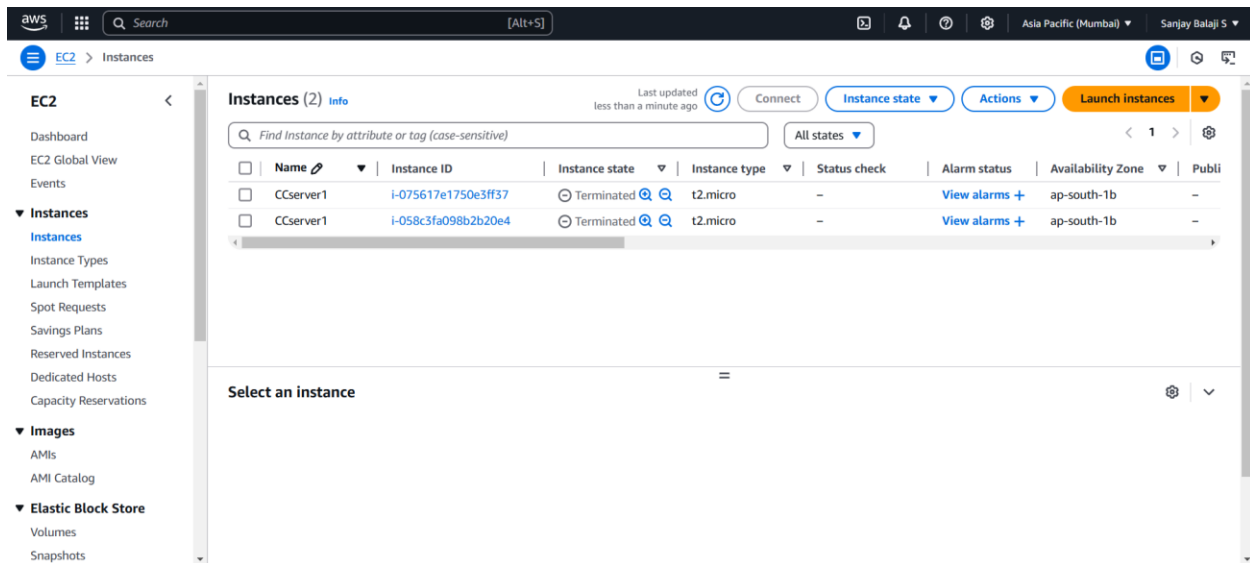 aws Search [Alt+S] Asia Pacific (Mumbai) ▼ Sanjay Balaji S ▼
EC2 > Instances
EC2
Dashboard
EC2 Global View
Events
▼ Instances
Instances
Instance Types
Launch Templates
Spot Requests
Savings Plans
Reserved Instances
Dedicated Hosts
Capacity Reservations
▼ Images
AMIs
AMI Catalog
▼ Elastic Block Store
Volumes
Snapshots
Instances (2) Info
Last updated
less than a minute ago
Connect Instance state ▼ Actions ▼ Launch instances ▼
Find Instance by attribute or tag (case-sensitive) All states ▼ < 1 >
Name ▼ Instance ID Instance state Instance type Status check Alarm status Availability Zone Publi
CCserver1 i-075617e1750e3ff37 Terminated t2.micro – View alarms + ap-south-1b –
CCserver1 i-058c3fa098b2b20e4 Terminated t2.micro – View alarms + ap-south-1b –
Select an instance